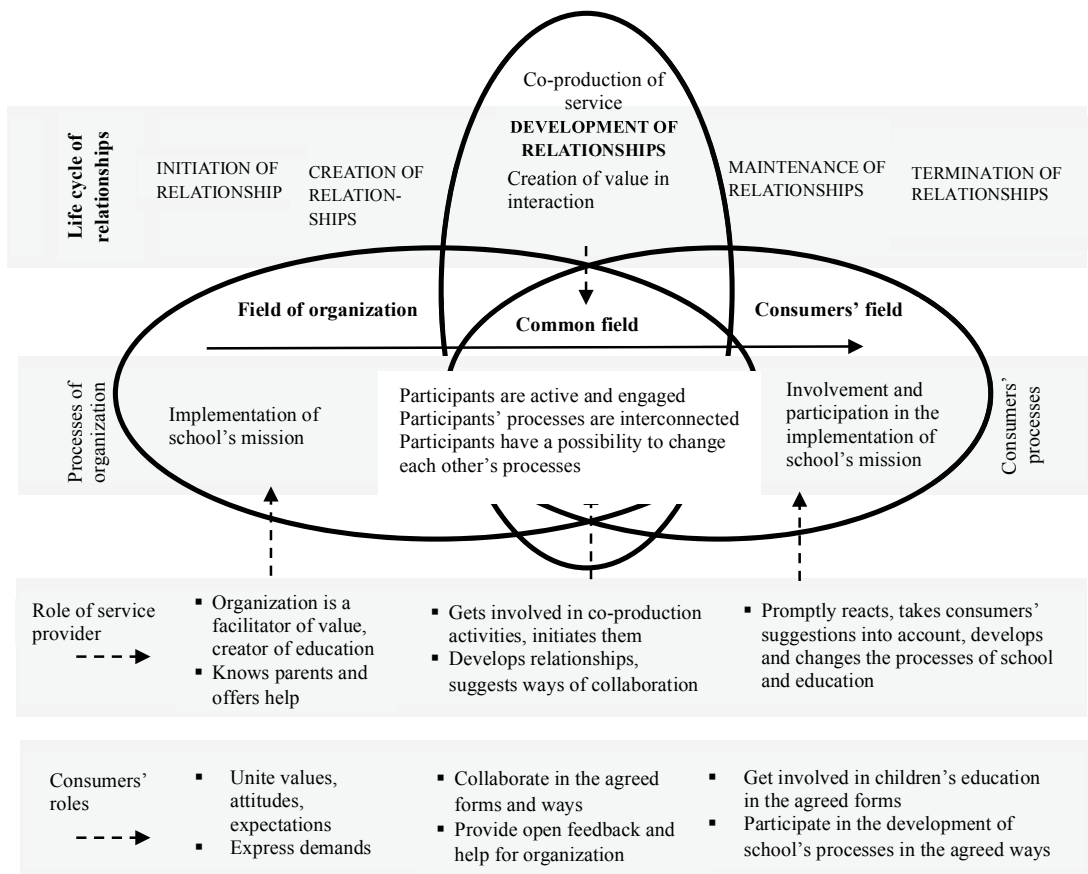 Co-production of
service
DEVELOPMENT OF
RELATIONSHIPS
Creation of value in
interaction
Life cycle of
relationships
INITIATION OF
RELATIONSHIP
CREATION OF
RELATION-
SHIPS
MAINTENANCE OF
RELATIONSHIPS
TERMINATION OF
RELATIONSHIPS
Field of organization
Common field
Consumers’ field
Processes of
organization
Implementation of
school’s mission
Participants are active and engaged
Participants’ processes are interconnected
Participants have a possibility to change
each other’s processes
Involvement and
participation in the
implementation of
school’s mission
Consumers’
processes
Role of service
provider
▪ Organization is a
facilitator of value,
creator of education
▪ Knows parents and
offers help
▪ Gets involved in co-production
activities, initiates them
▪ Develops relationships,
suggests ways of collaboration
▪ Promptly reacts, takes consumers’
suggestions into account, develops
and changes the processes of school
and education
Consumers’
roles
▪ Unite values,
attitudes,
expectations
▪ Express demands
▪ Collaborate in the agreed
forms and ways
▪ Provide open feedback and
help for organization
▪ Get involved in children’s education
in the agreed forms
▪ Participate in the development of
school’s processes in the agreed ways